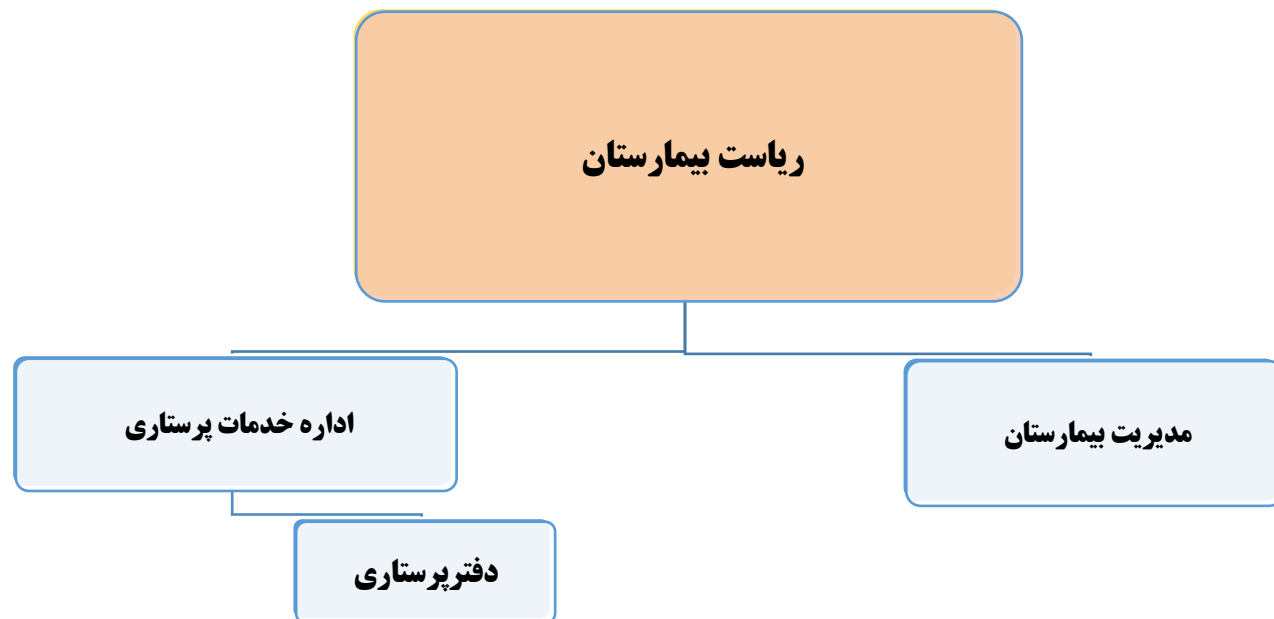 ریاست بیمارستان
مدیریت بیمارستان
اداره خدمات پرستاری
دفترپرستاری